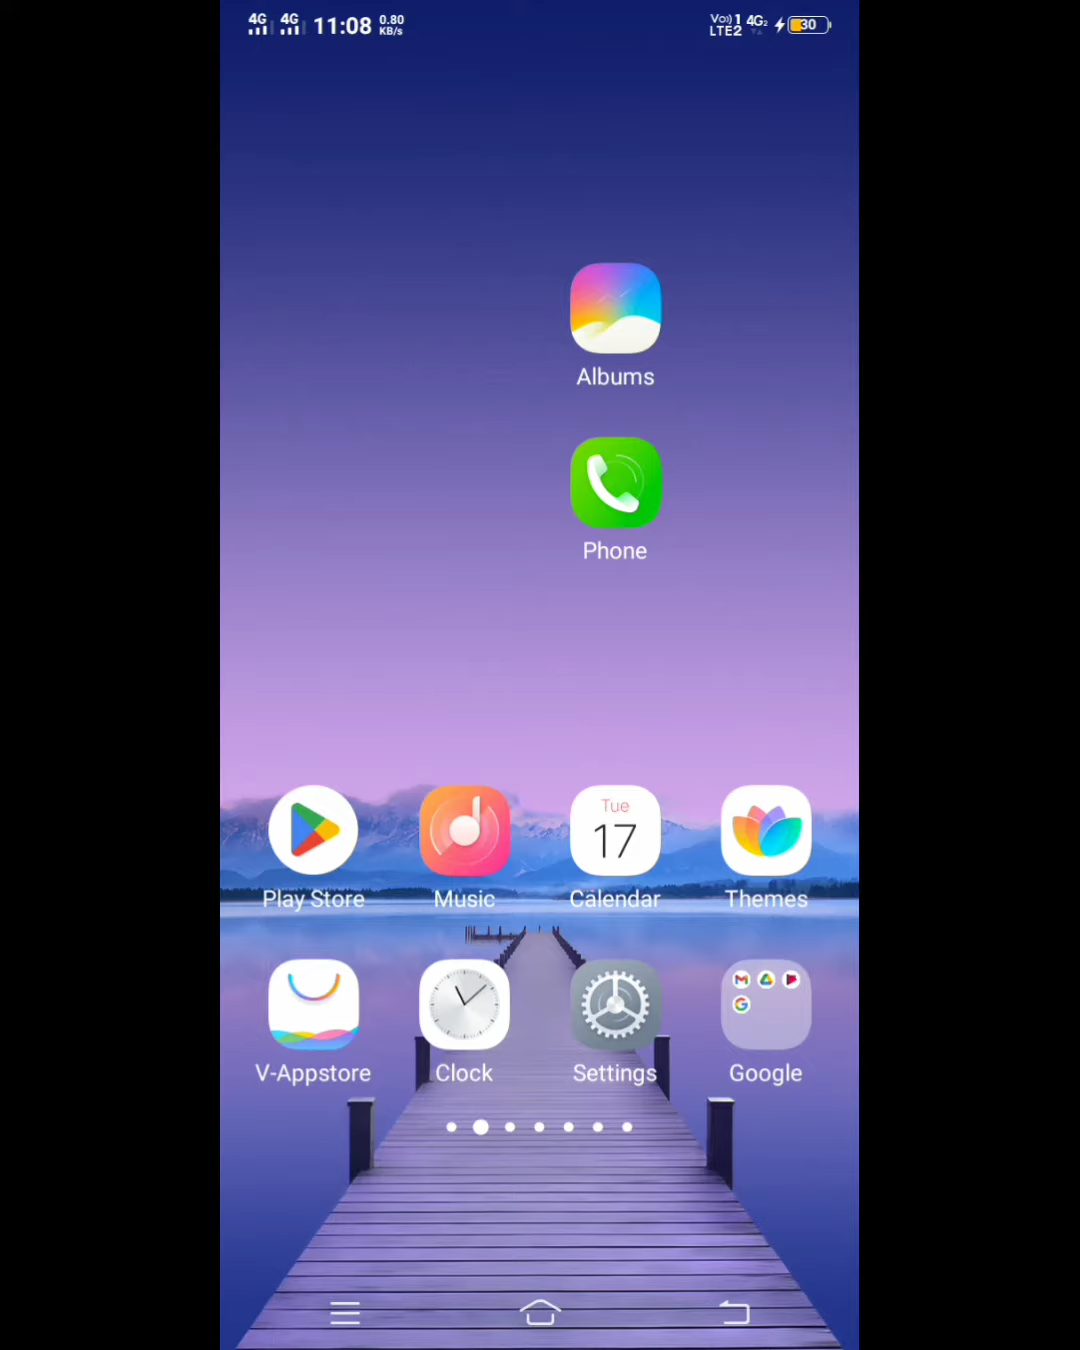 4G 4G 11:08 0.80 KB/s Vo)) 1 LTE2 4G2 30
Albums
Phone
Tue
17
Play Store Music Calendar Themes
V-Appstore Clock Settings Google